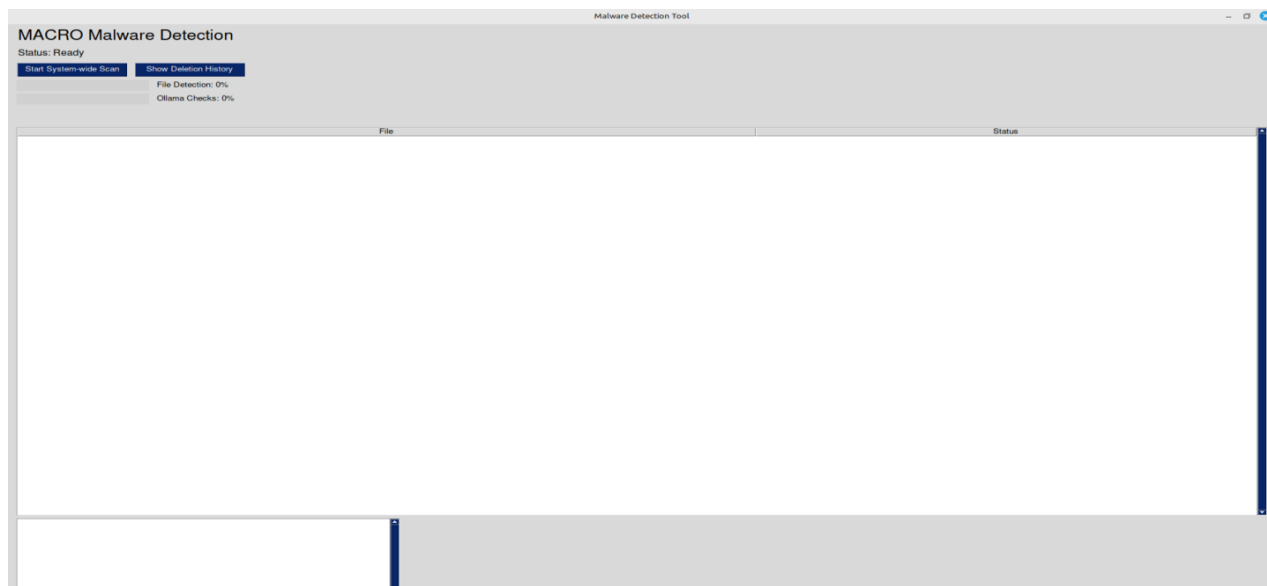 Malware Detection Tool
MACRO Malware Detection
Status: Ready
Start System-wide Scan Show Deletion History
File Detection: 0%
Ollama Checks: 0%
File Status